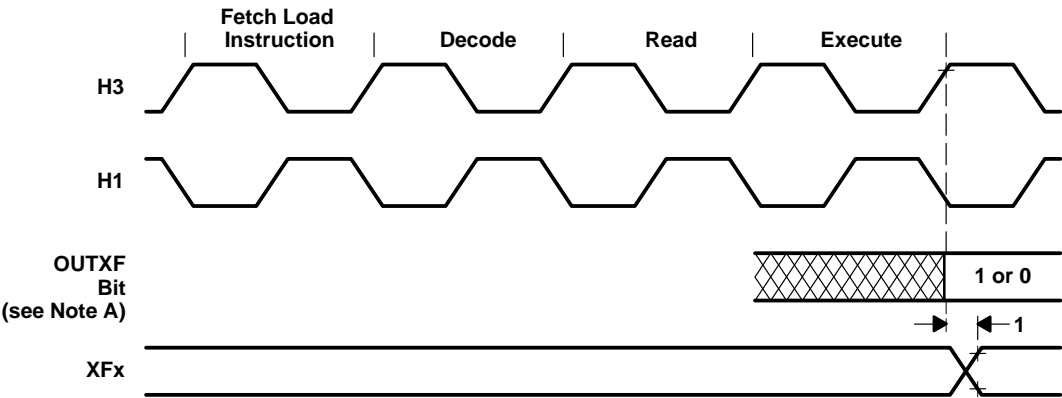 Fetch Load
Instruction
Decode
Read
Execute
H3
H1
OUTXF
Bit
(see Note A)
1 or 0
1
XFx